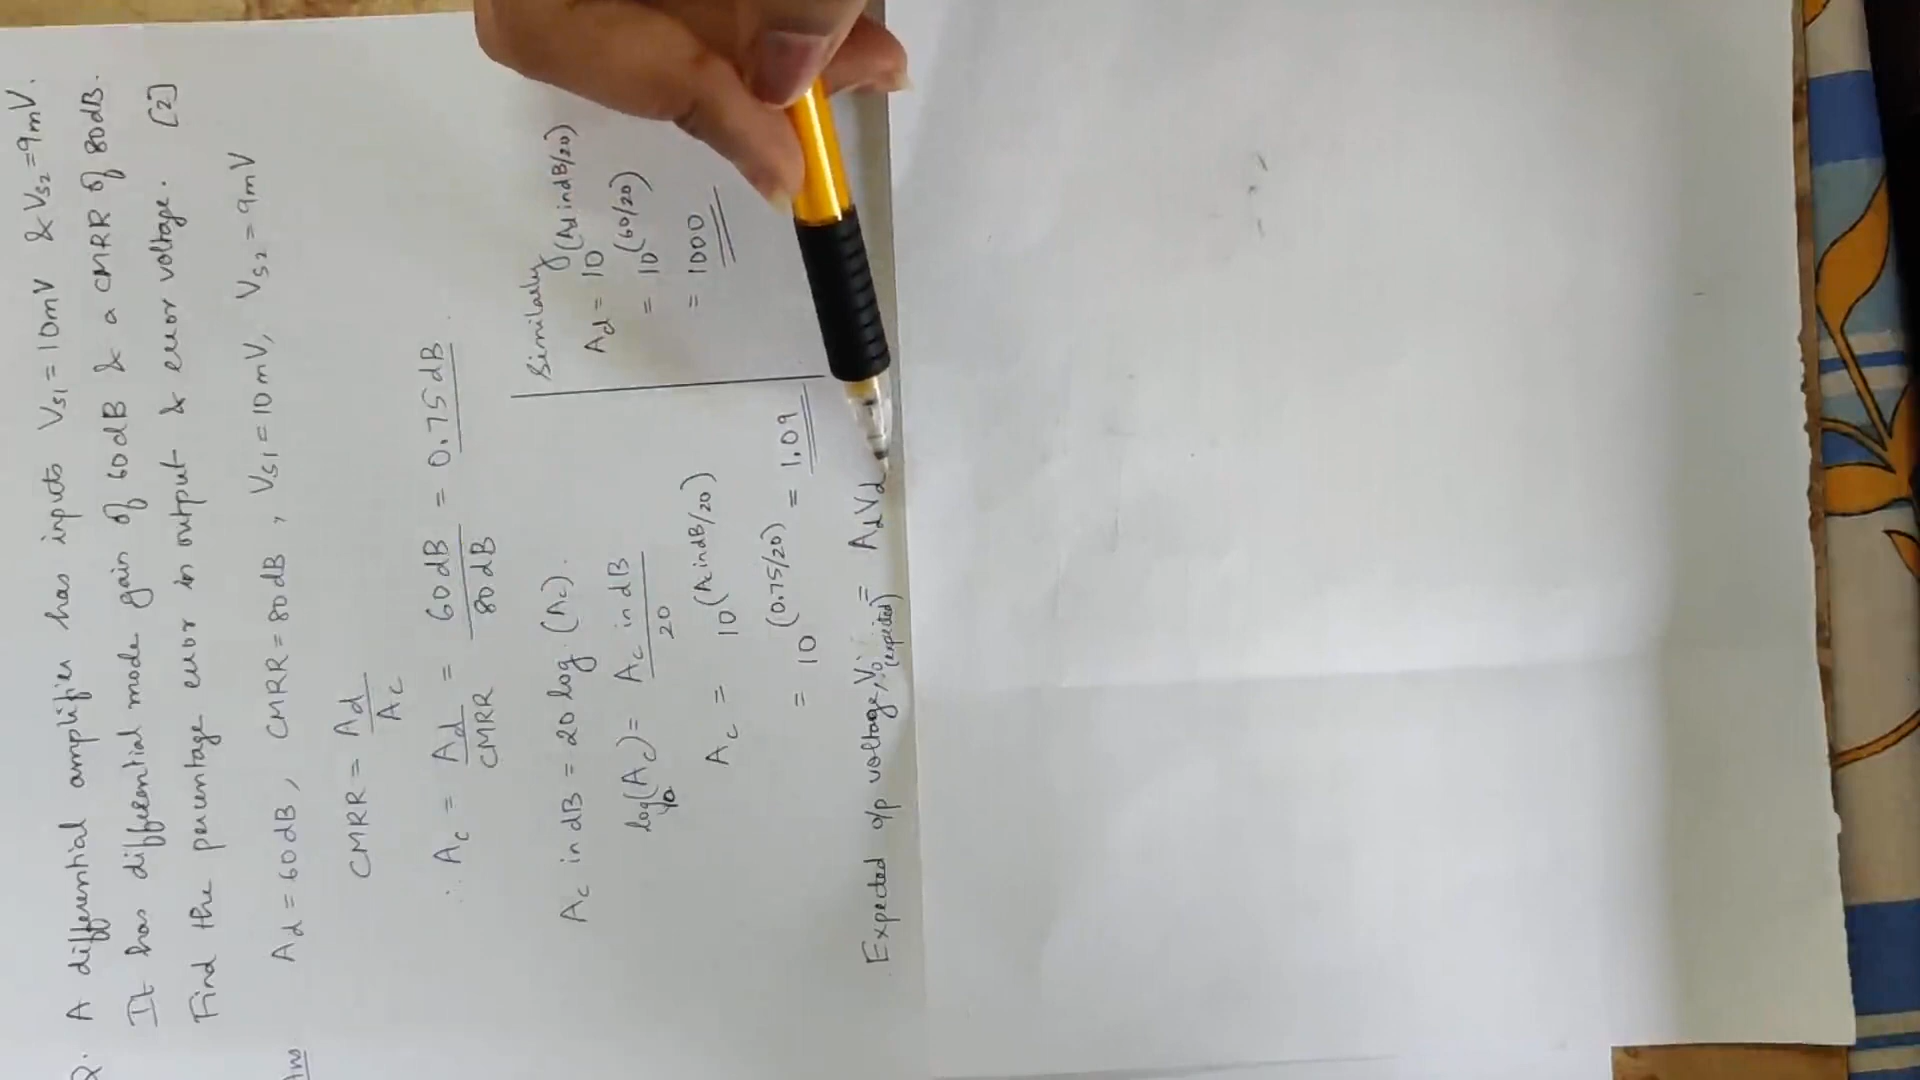 Q. A differential amplifier has inputs Vs1 = 10mV & Vs2 = 9mV.
It has differential mode gain of 60dB & a CMRR of 80dB.
Find the percentage error in output & error voltage. [2]
Ans Ad = 60dB, CMRR = 80dB, Vs1 = 10mV, Vs2 = 9mV
CMRR = Ad/Ac
∴ Ac = Ad/CMRR = 60dB/80dB = 0.75dB.
Ac in dB = 20 log (Ac).
log10(Ac) = Ac in dB/20
Ac = 10^(Ac in dB/20)
= 10^(0.75/20) = 1.09
Similarly
Ad = 10^(Ad in dB/20)
= 10^(60/20)
= 1000
Expected o/p voltage, Vo (expected) = AdVd